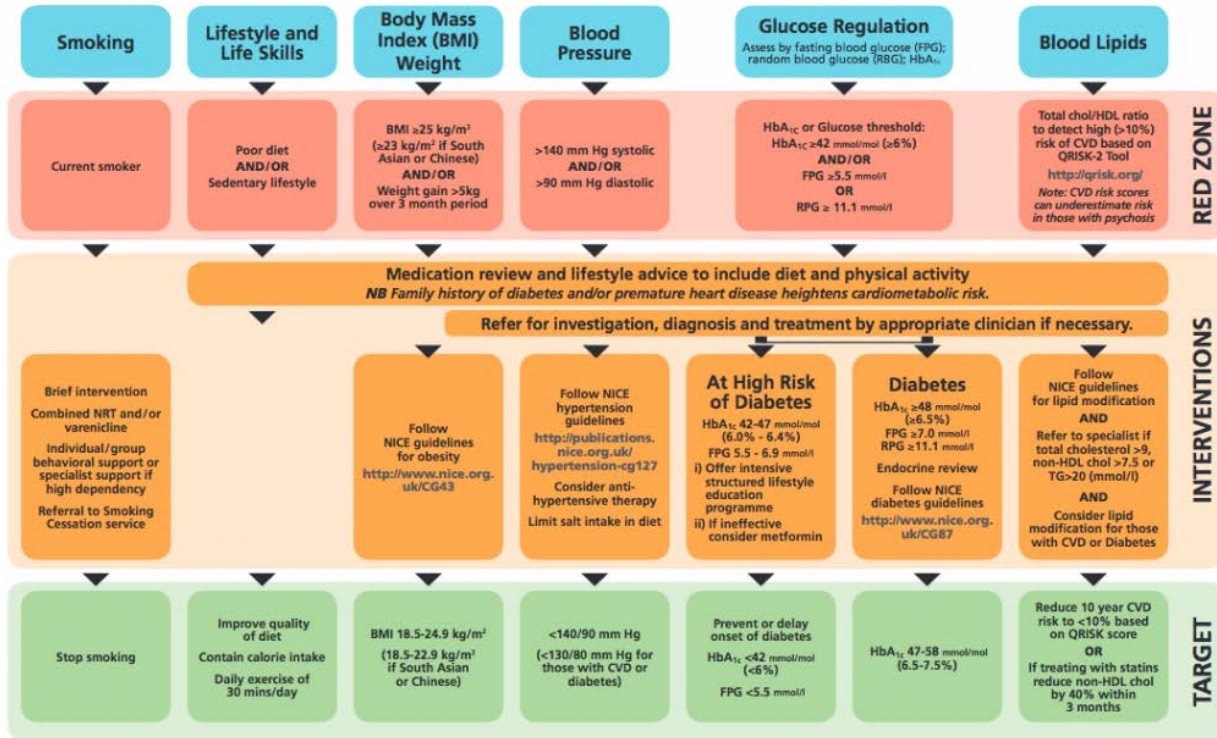 Smoking
Lifestyle and
Life Skills
Body Mass
Index (BMI)
Weight
Blood
Pressure
Glucose Regulation
Assess by fasting blood glucose (FPG);
random blood glucose (RBG); HbA₁c
Blood Lipids
RED ZONE
Current smoker
Poor diet
AND/OR
Sedentary lifestyle
BMI ≥25 kg/m²
(≥23 kg/m² if South
Asian or Chinese)
AND/OR
Weight gain >5kg
over 3 month period
>140 mm Hg systolic
AND/OR
>90 mm Hg diastolic
HbA₁C or Glucose threshold:
HbA₁C ≥42 mmol/mol (≥6%)
AND/OR
FPG ≥5.5 mmol/l
OR
RPG ≥ 11.1 mmol/l
Total chol/HDL ratio
to detect high (>10%)
risk of CVD based on
QRISK-2 Tool
http://qrisk.org/
Note: CVD risk scores
can underestimate risk
in those with psychosis
INTERVENTIONS
Medication review and lifestyle advice to include diet and physical activity
NB Family history of diabetes and/or premature heart disease heightens cardiometabolic risk.
Refer for investigation, diagnosis and treatment by appropriate clinician if necessary.
Brief intervention
Combined NRT and/or
varenicline
Individual/group
behavioral support or
specialist support if
high dependency
Referral to Smoking
Cessation service
Follow
NICE guidelines
for obesity
http://www.nice.org.
uk/CG43
Follow NICE
hypertension
guidelines
http://publications.
nice.org.uk/
hypertension-cg127
Consider anti-
hypertensive therapy
Limit salt intake in diet
At High Risk
of Diabetes
HbA₁c 42-47 mmol/mol
(6.0% - 6.4%)
FPG 5.5 - 6.9 mmol/l
i) Offer intensive
structured lifestyle
education
programme
ii) If ineffective
consider metformin
Diabetes
HbA₁c ≥48 mmol/mol
(≥6.5%)
FPG ≥7.0 mmol/l
RPG ≥11.1 mmol/l
Endocrine review
Follow NICE
diabetes guidelines
http://www.nice.org.
uk/CG87
Follow
NICE guidelines
for lipid modification
AND
Refer to specialist if
total cholesterol >9,
non-HDL chol >7.5 or
TG>20 (mmol/l)
AND
Consider lipid
modification for those
with CVD or Diabetes
TARGET
Stop smoking
Improve quality
of diet
Contain calorie intake
Daily exercise of
30 mins/day
BMI 18.5-24.9 kg/m²
(18.5-22.9 kg/m²
if South Asian
or Chinese)
<140/90 mm Hg
(<130/80 mm Hg for
those with CVD or
diabetes)
Prevent or delay
onset of diabetes
HbA₁c <42 mmol/mol
(<6%)
FPG <5.5 mmol/l
HbA₁c 47-58 mmol/mol
(6.5-7.5%)
Reduce 10 year CVD
risk to <10% based
on QRISK score
OR
If treating with statins
reduce non-HDL chol
by 40% within
3 months